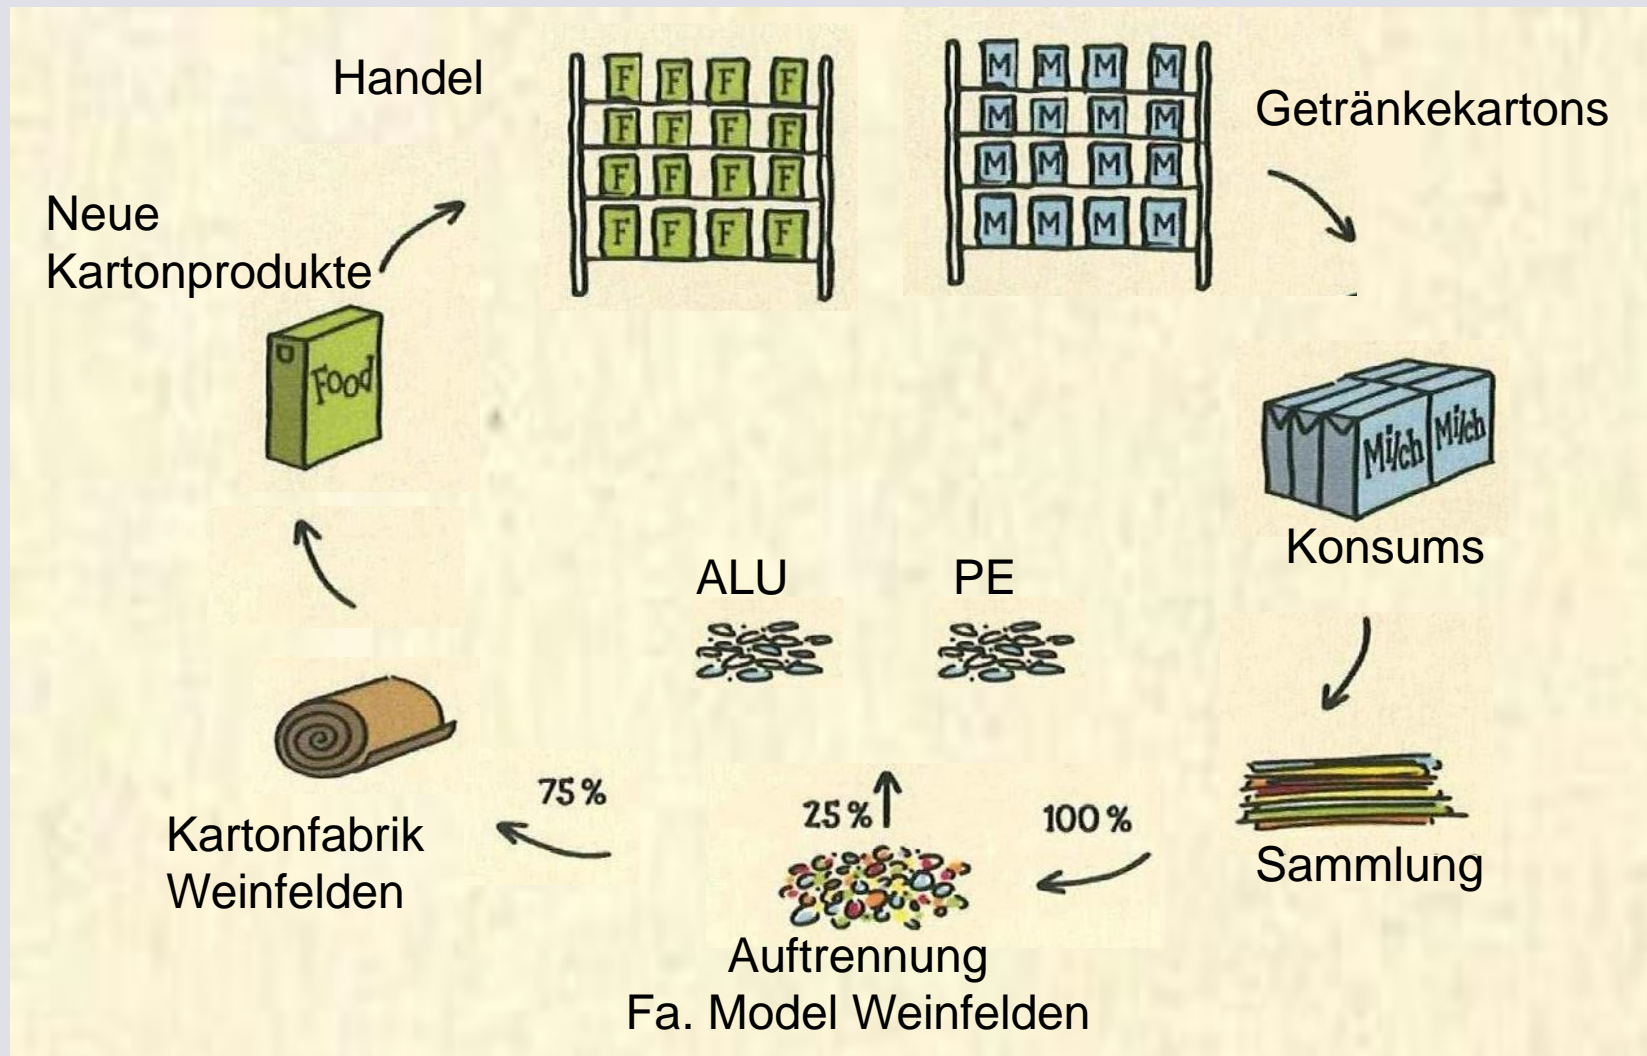 Handel
F F F F
F F F F
F F F F
F F F F
M M M M
M M M M
M M M M
M M M M
Getränkekartons
Neue
Kartonprodukte
Food
Milch Milch
Konsums
ALU
PE
75 %
25 %
100 %
Kartonfabrik
Weinfelden
Sammlung
Auftrennung
Fa. Model Weinfelden